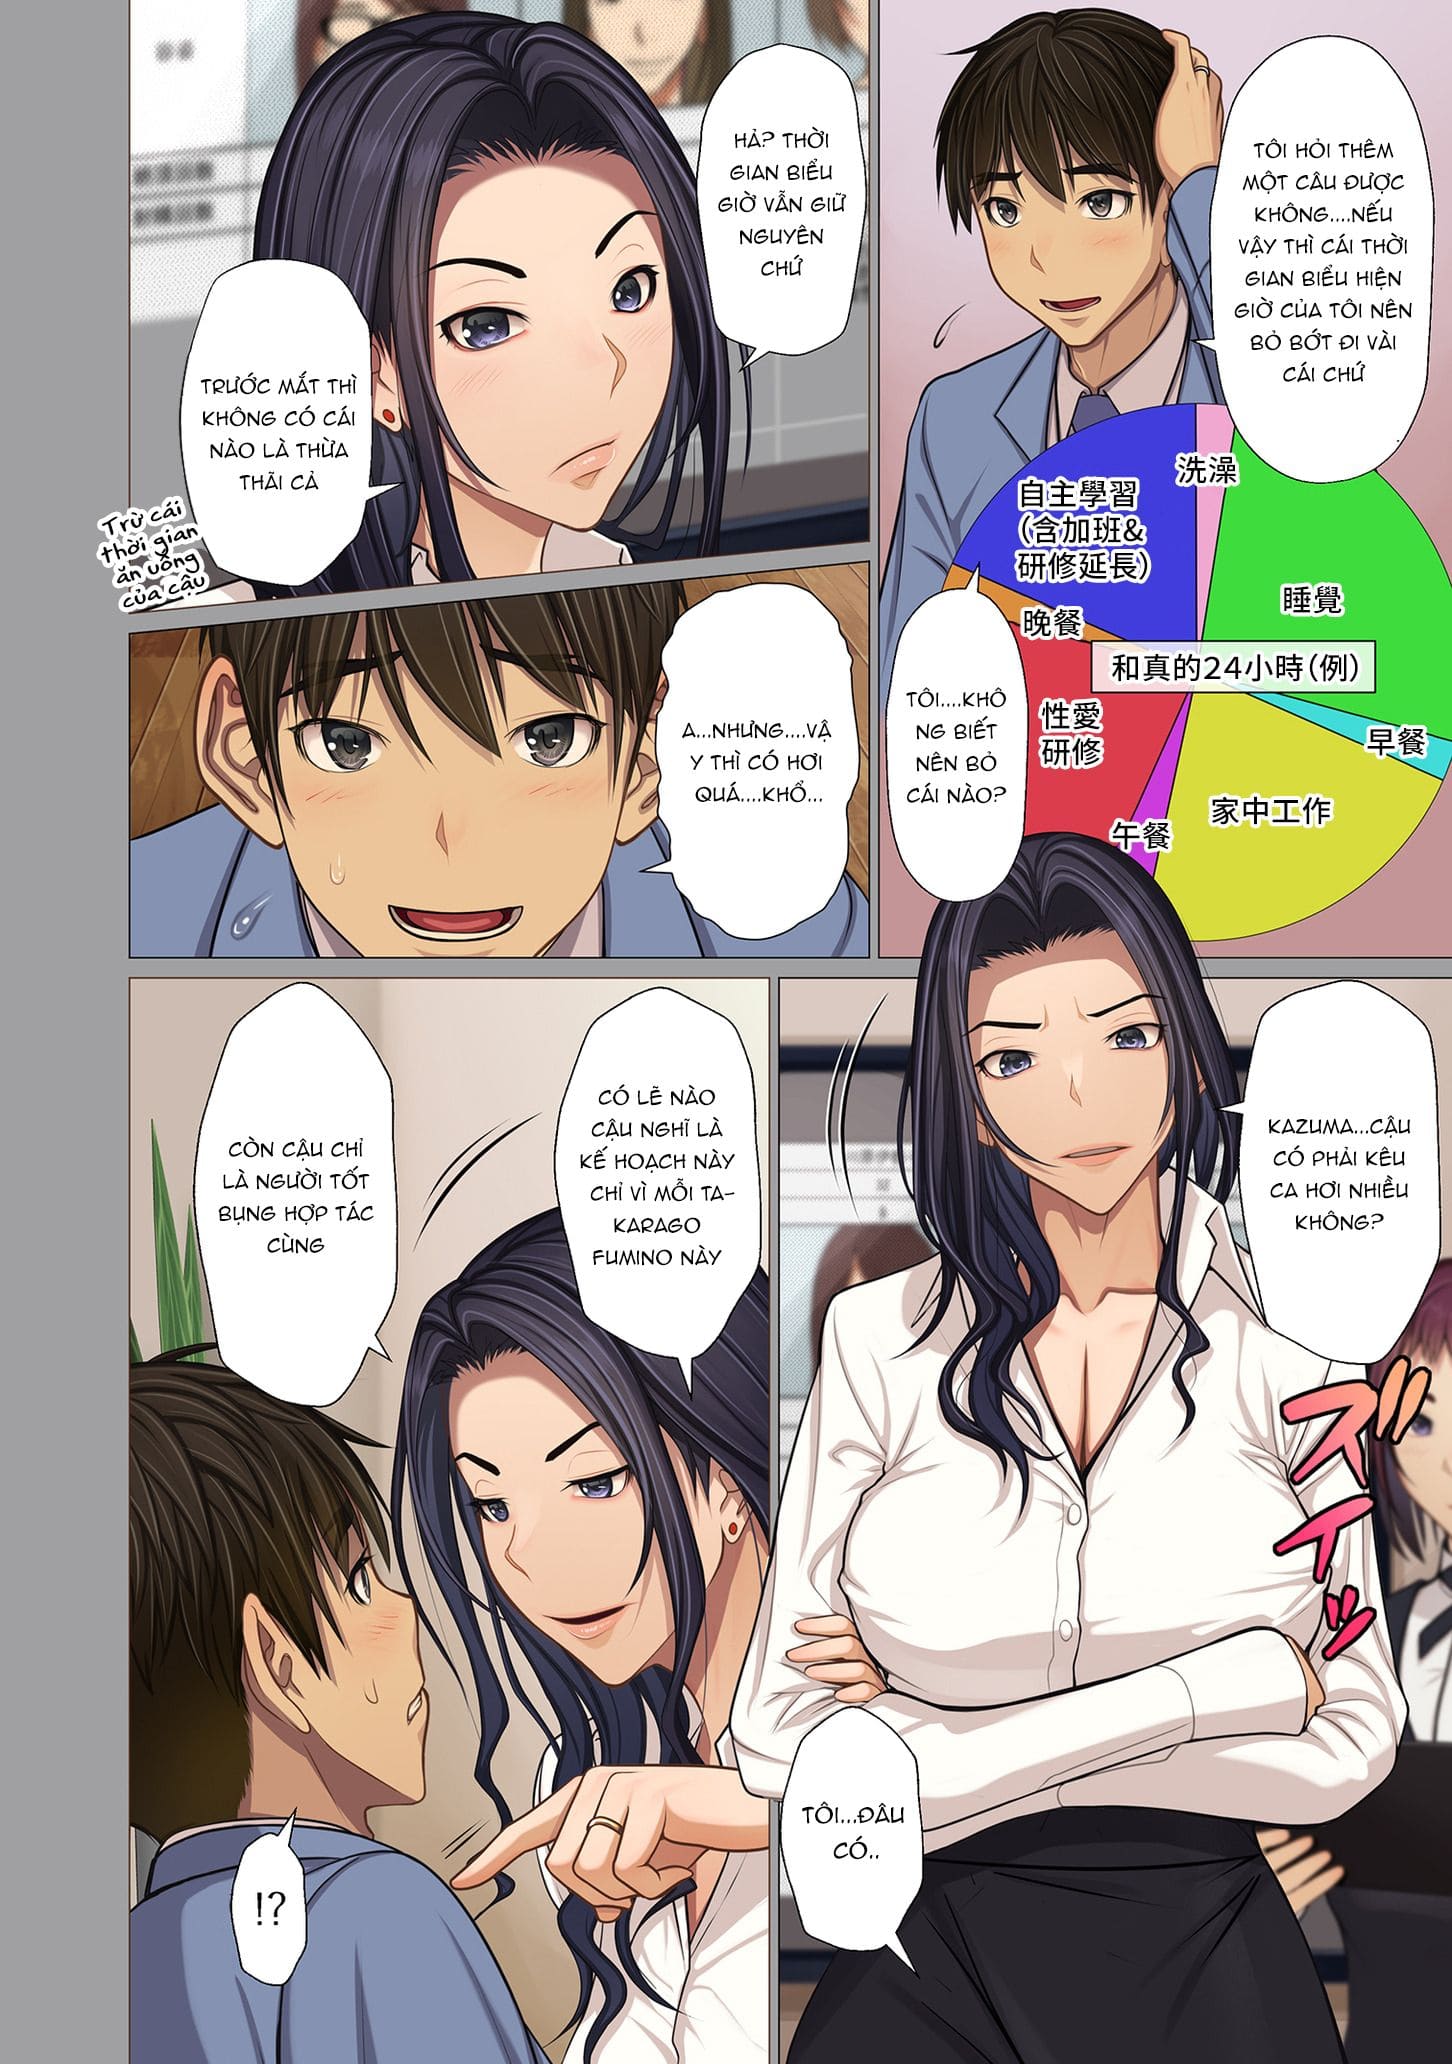 TÔI HỎI THÊM
MỘT CÂU ĐƯỢC
KHÔNG....NẾU
VẬY THÌ CÁI THỜI
GIAN BIỂU HIỆN
GIỜ CỦA TÔI NÊN
BỎ BỚT ĐI VÀI
CÁI CHỨ
洗澡
自主學習
(含加班&
研修延長)
睡覺
晚餐
和真的24小時(例)
性愛
研修
早餐
家中工作
午餐
TÔI....KHÔ
NG BIẾT
NÊN BỎ
CÁI NÀO?
HẢ? THỜI
GIAN BIỂU
GIỜ VẪN GIỮ
NGUYÊN
CHỨ
TRƯỚC MẮT THÌ
KHÔNG CÓ CÁI
NÀO LÀ THỪA
THÃI CẢ
Trừ cái
thời gian
ăn uống
của cậu
A...NHƯNG....VẬ
Y THÌ CÓ HƠI
QUÁ....KHỔ...
KAZUMA...CẬU
CÓ PHẢI KÊU
CA HƠI NHIỀU
KHÔNG?
ズイッ
TÔI...ĐÂU
CÓ..
CÓ LẼ NÀO
CẬU NGHĨ LÀ
KẾ HOẠCH NÀY
CHỈ VÌ MỖI TA-
KARAGO
FUMINO NÀY
CÒN CẬU CHỈ
LÀ NGƯỜI TỐT
BỤNG HỢP TÁC
CÙNG
!?